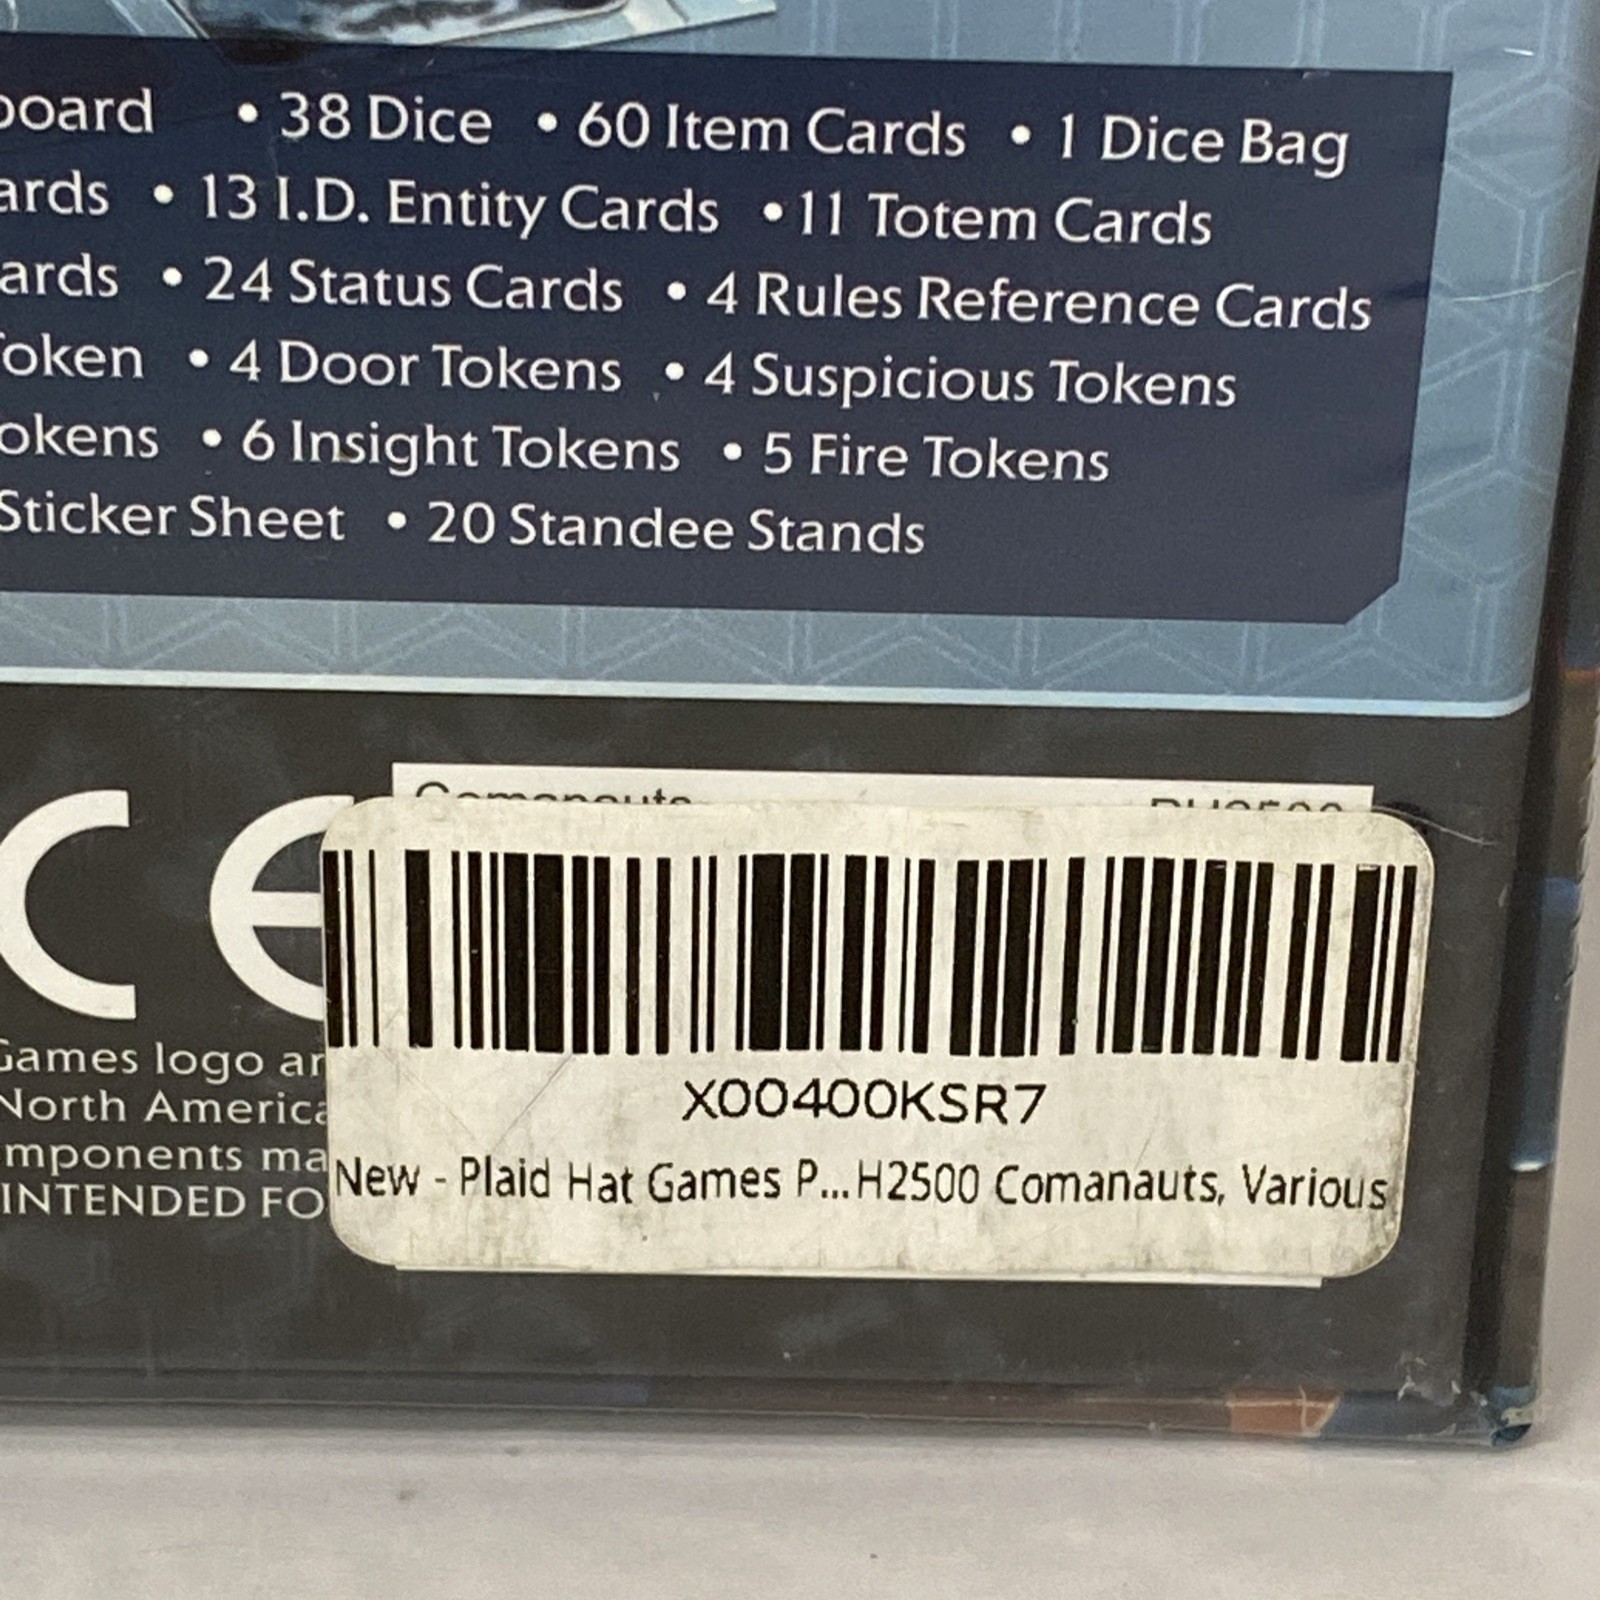 board • 38 Dice • 60 Item Cards • 1 Dice Bag
ards • 13 I.D. Entity Cards • 11 Totem Cards
ards • 24 Status Cards • 4 Rules Reference Cards
oken • 4 Door Tokens • 4 Suspicious Tokens
okens • 6 Insight Tokens • 5 Fire Tokens
Sticker Sheet • 20 Standee Stands
CE
Comanauts
Games logo ar
North America
mponents ma
INTENDED FO
X00400KSR7
New - Plaid Hat Games P...H2500 Comanauts, Various